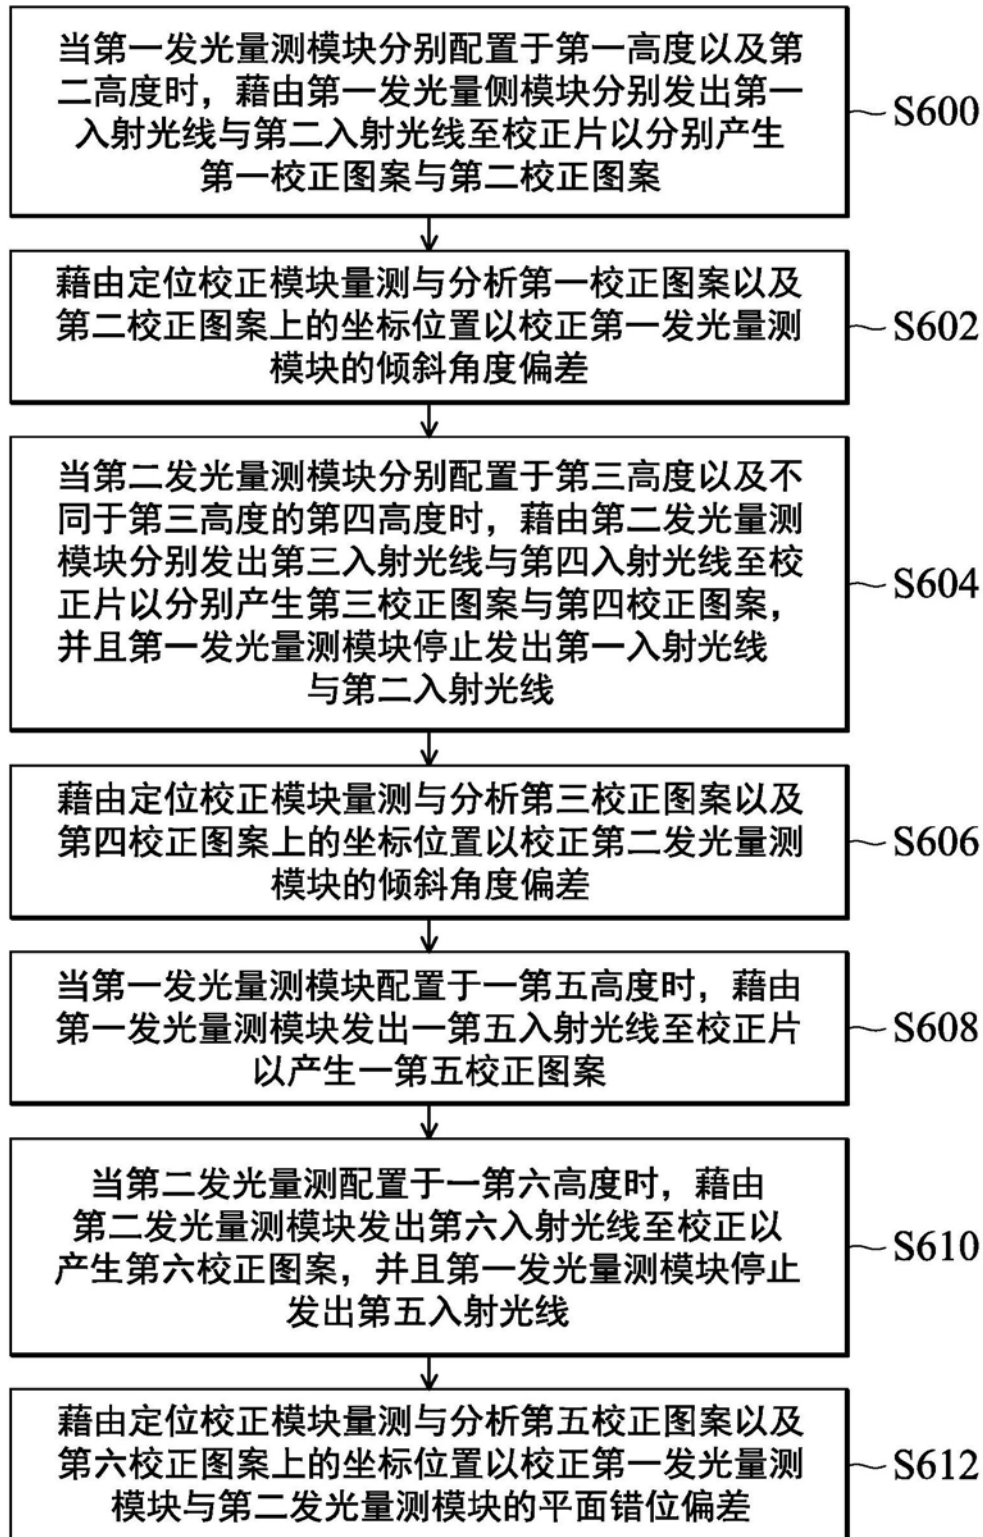 当第一发光量测模块分别配置于第一高度以及第
二高度时，藉由第一发光量侧模块分别发出第一
入射光线与第二入射光线至校正片以分别产生
第一校正图案与第二校正图案
S600
藉由定位校正模块量测与分析第一校正图案以及
第二校正图案上的坐标位置以校正第一发光量测
模块的倾斜角度偏差
S602
当第二发光量测模块分别配置于第三高度以及不
同于第三高度的第四高度时，藉由第二发光量测
模块分别发出第三入射光线与第四入射光线至校
正片以分别产生第三校正图案与第四校正图案，
并且第一发光量测模块停止发出第一入射光线
与第二入射光线
S604
藉由定位校正模块量测与分析第三校正图案以及
第四校正图案上的坐标位置以校正第二发光量测
模块的倾斜角度偏差
S606
当第一发光量测模块配置于一第五高度时，藉由
第一发光量测模块发出一第五入射光线至校正片
以产生一第五校正图案
S608
当第二发光量测配置于一第六高度时，藉由
第二发光量测模块发出第六入射光线至校正以
产生第六校正图案，并且第一发光量测模块停止
发出第五入射光线
S610
藉由定位校正模块量测与分析第五校正图案以及
第六校正图案上的坐标位置以校正第一发光量测
模块与第二发光量测模块的平面错位偏差
S612